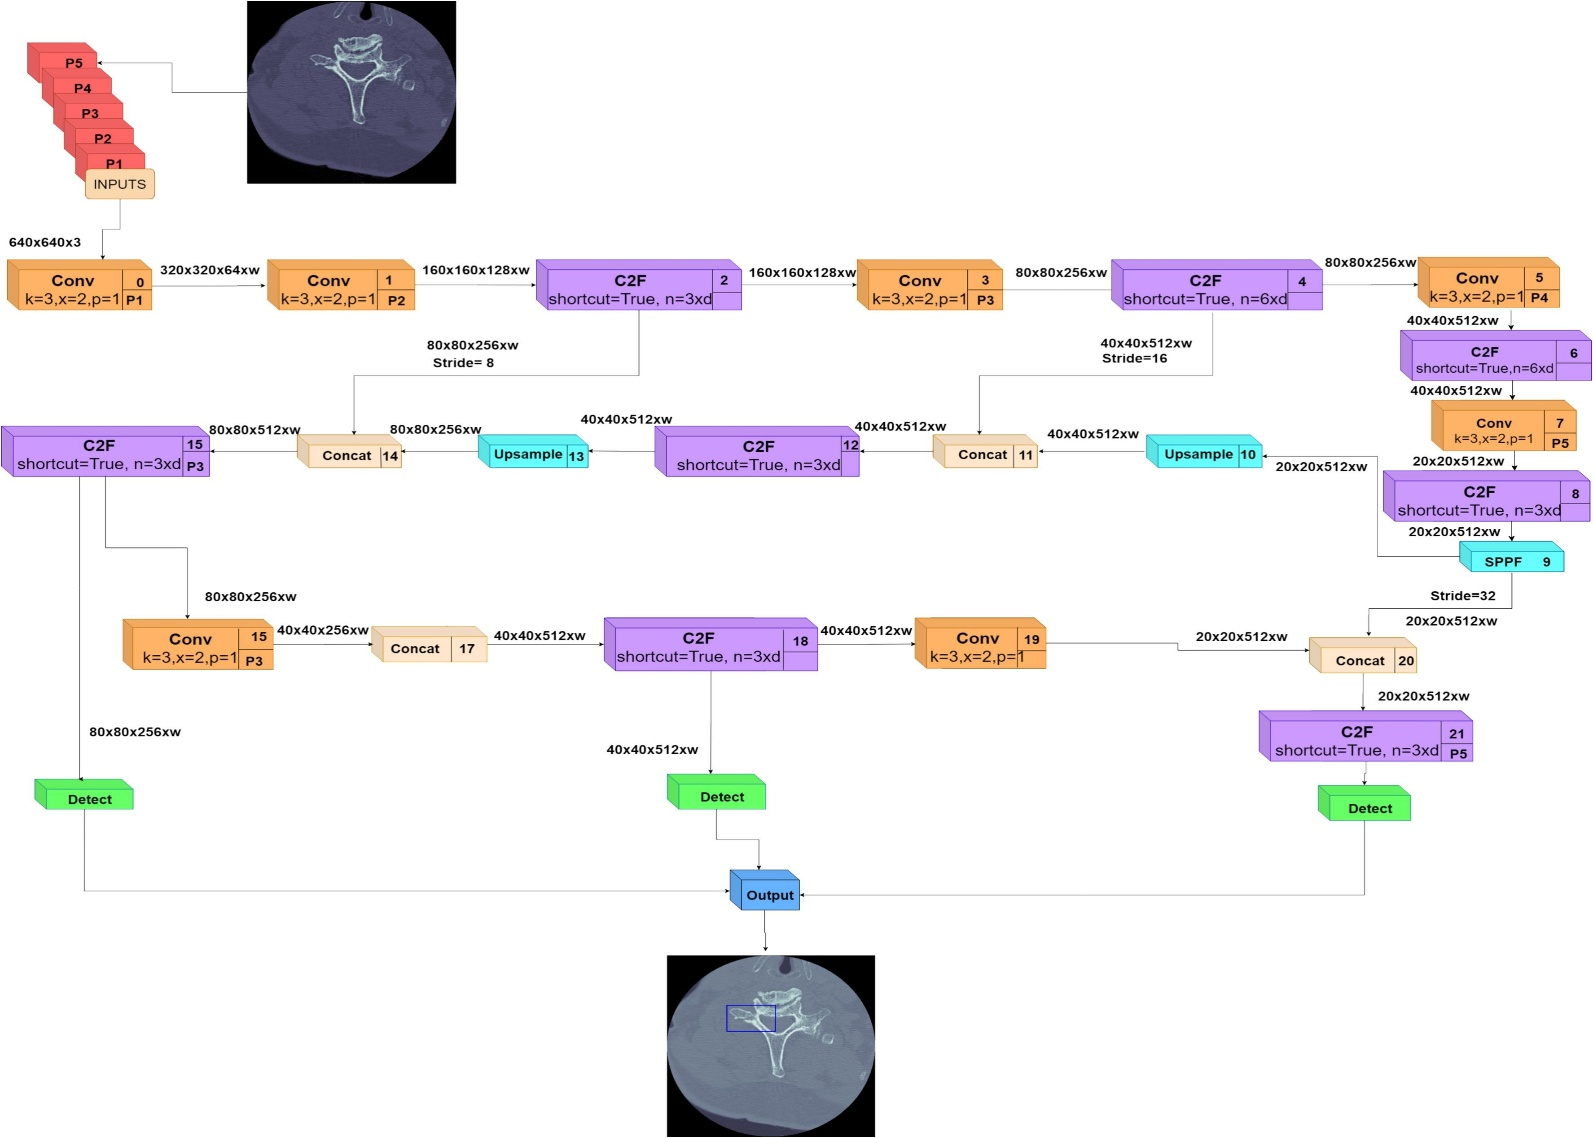 P5
P4
P3
P2
P1
INPUTS
640x640x3
Conv
k=3,x=2,p=1
0
P1
320x320x64xw
Conv
k=3,x=2,p=1
1
P2
160x160x128xw
C2F
shortcut=True, n=3xd
2
160x160x128xw
Conv
k=3,x=2,p=1
3
P3
80x80x256xw
C2F
shortcut=True, n=6xd
4
80x80x256xw
Conv
k=3,x=2,p=1
5
P4
40x40x512xw
C2F
shortcut=True,n=6xd
6
40x40x512xw
Conv
k=3,x=2,p=1
7
P5
20x20x512xw
C2F
shortcut=True, n=3xd
8
20x20x512xw
SPPF 9
80x80x256xw
Stride= 8
40x40x512xw
Stride=16
20x20x512xw
Upsample 10
40x40x512xw
Concat 11
40x40x512xw
C2F
shortcut=True, n=3xd
12
40x40x512xw
Upsample 13
80x80x256xw
Concat 14
80x80x512xw
C2F
shortcut=True, n=3xd
15
P3
80x80x256xw
Conv
k=3,x=2,p=1
15
P3
40x40x256xw
Concat 17
40x40x512xw
C2F
shortcut=True, n=3xd
18
40x40x512xw
Conv
k=3,x=2,p=1
19
20x20x512xw
Stride=32
20x20x512xw
Concat 20
20x20x512xw
C2F
shortcut=True, n=3xd
21
P5
80x80x256xw
40x40x512xw
Detect
Detect
Detect
Output